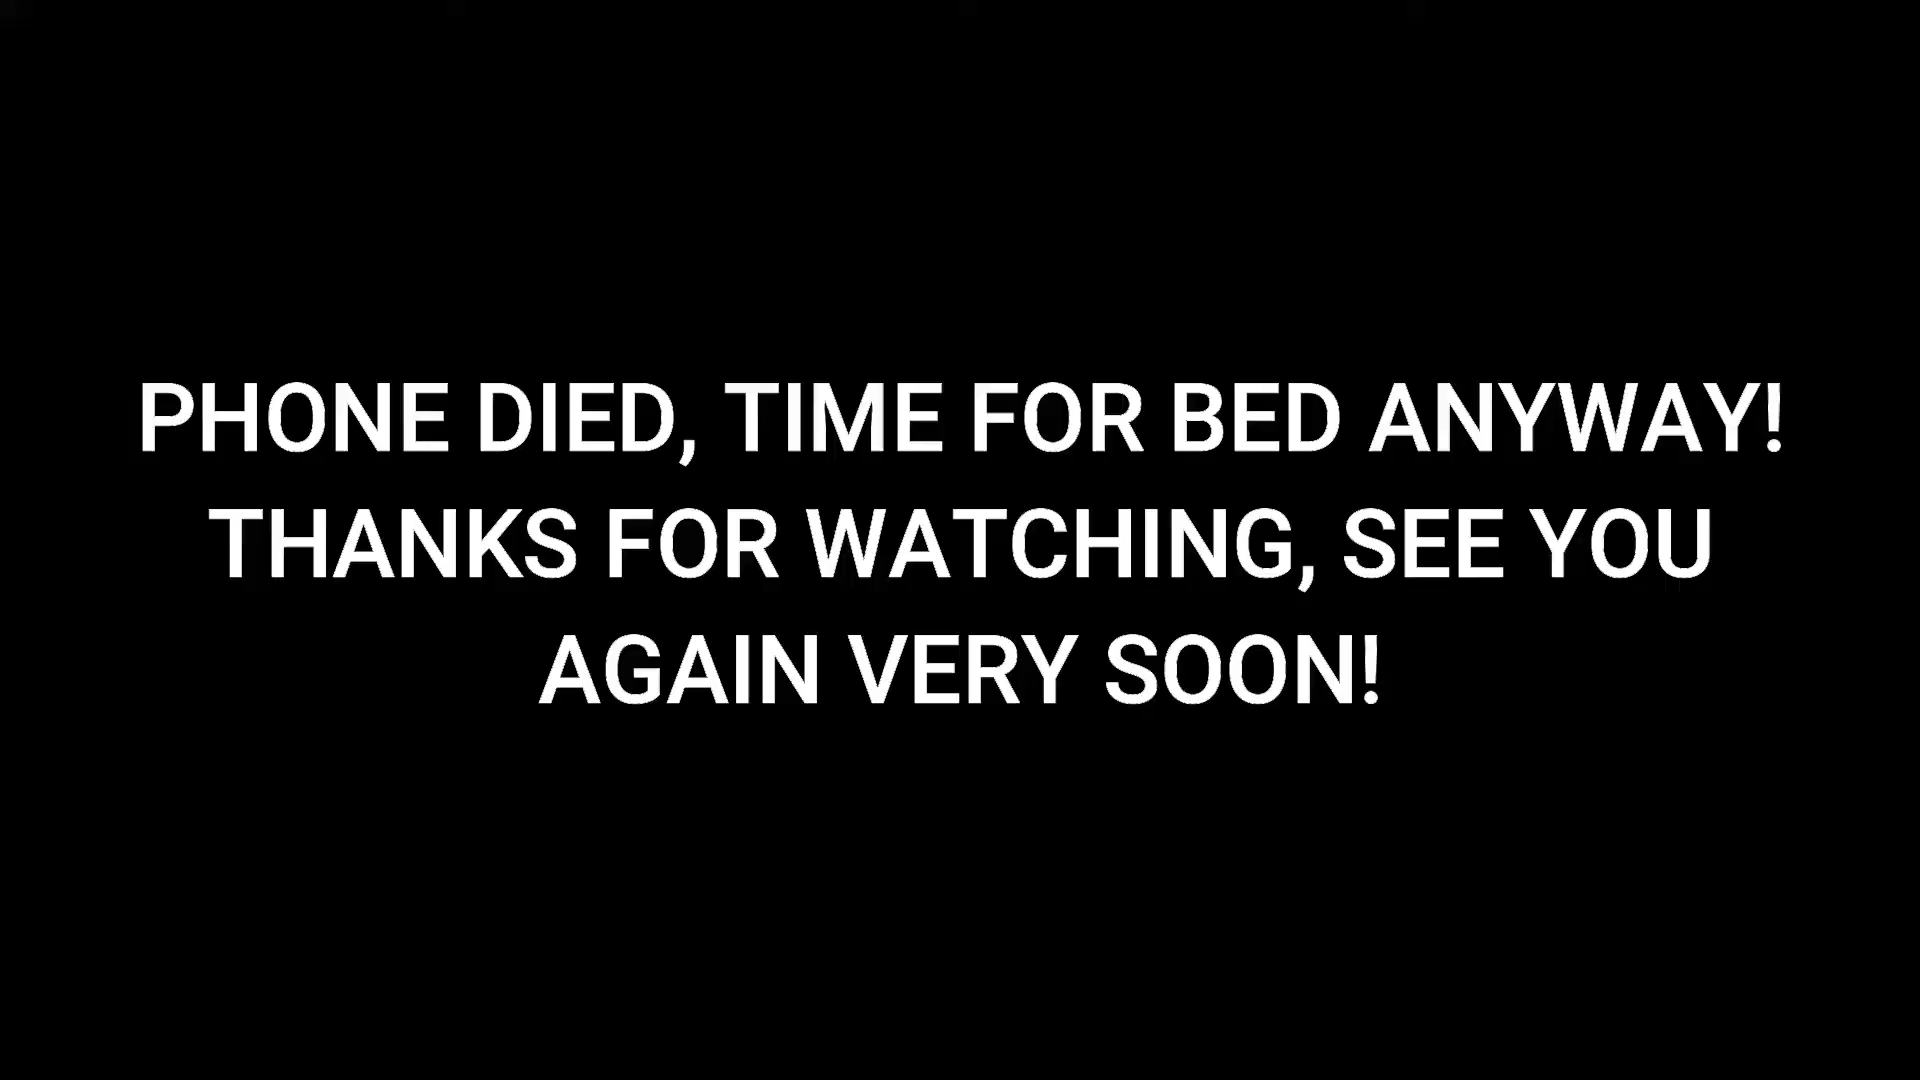 PHONE DIED, TIME FOR BED ANYWAY!
THANKS FOR WATCHING, SEE YOU
AGAIN VERY SOON!